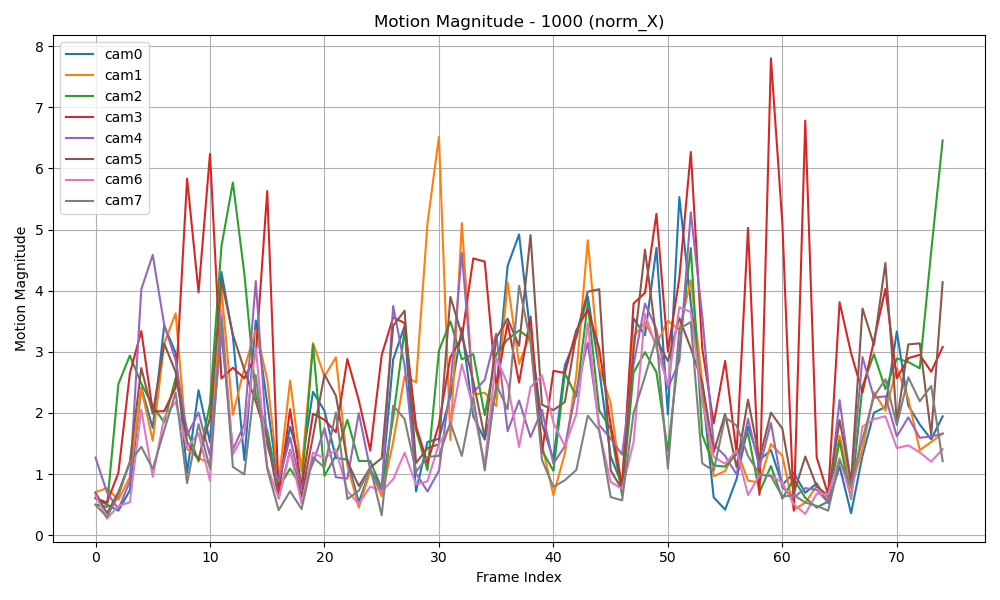 Motion Magnitude - 1000 (norm_X)
8
7
6
5
4
3
2
1
0
Motion Magnitude
cam0
cam1
cam2
cam3
cam4
cam5
cam6
cam7
0 10 20 30 40 50 60 70
Frame Index